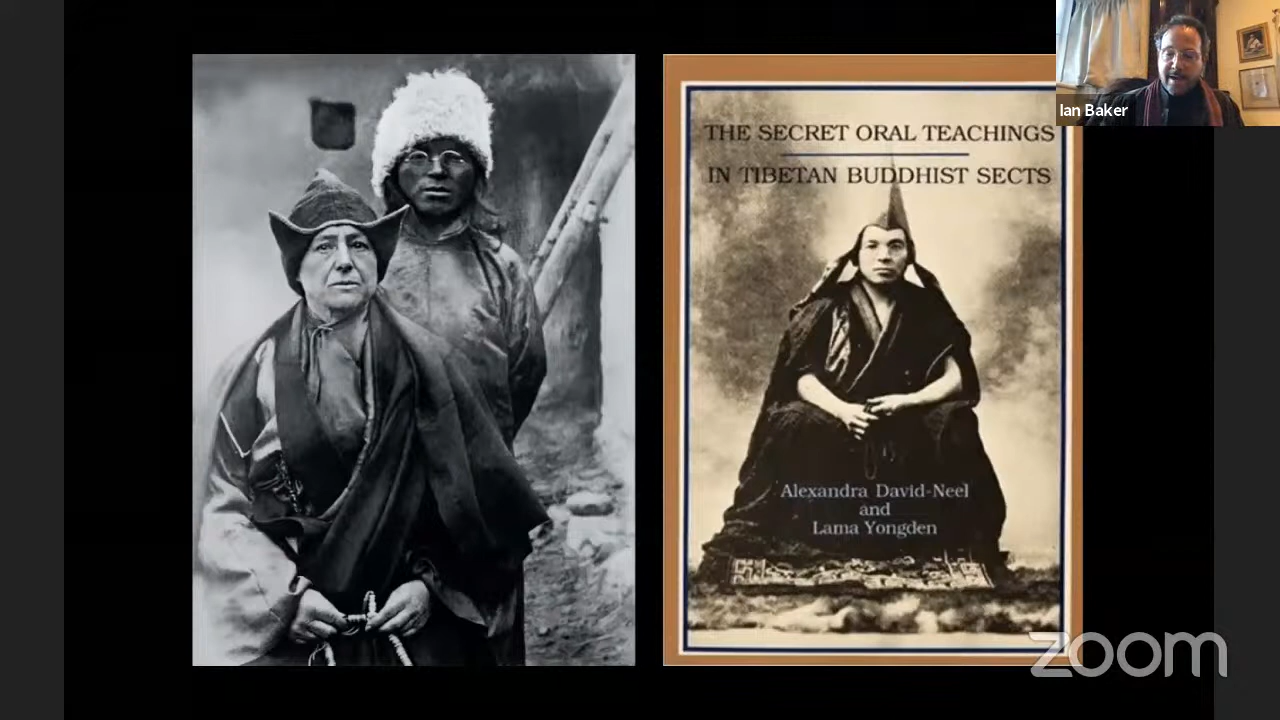 THE SECRET ORAL TEACHINGS
IN TIBETAN BUDDHIST SECTS
Alexandra David-Neel
and
Lama Yongden
Ian Baker
zoom